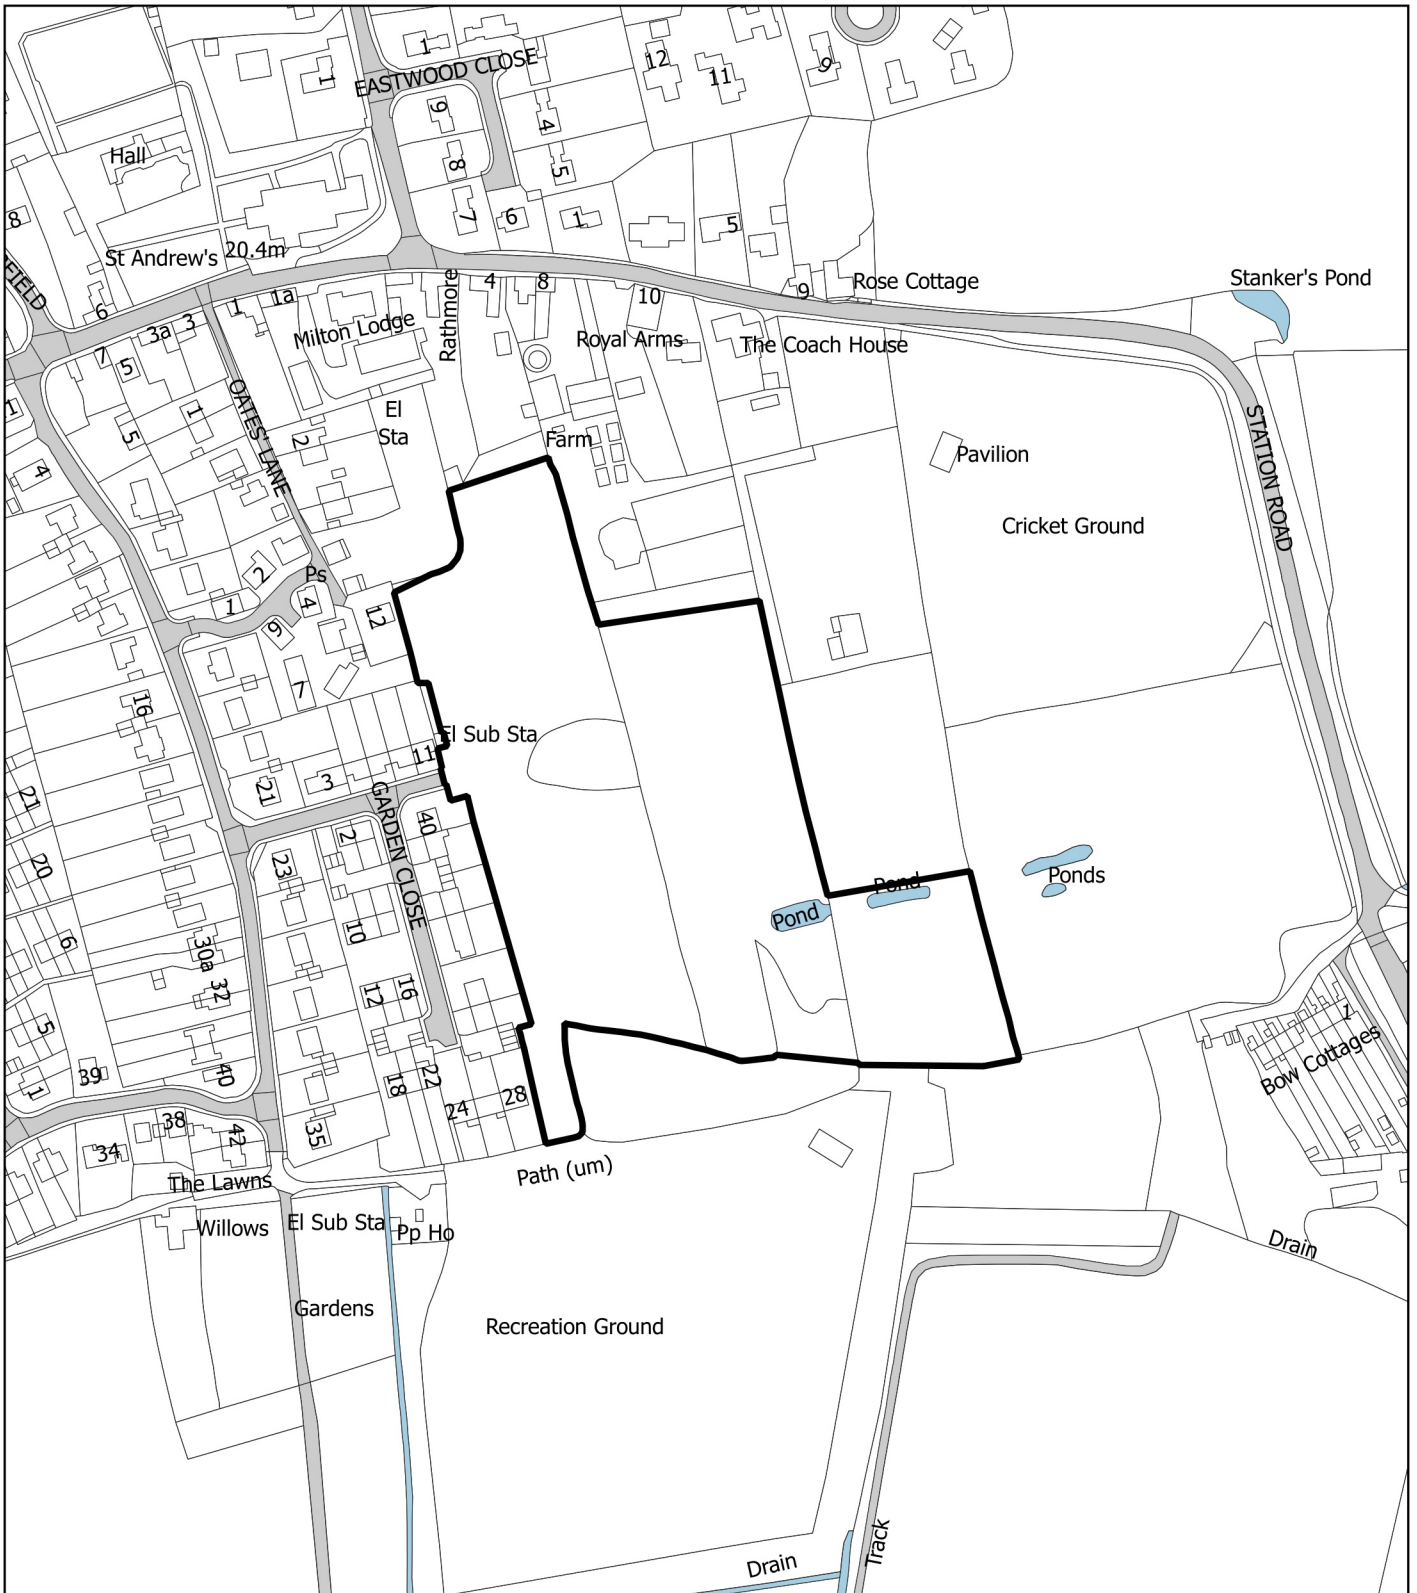 1
EASTWOOD CLOSE
1
12
11
9
9
4
Hall
8
5
8
7
6
1
5
St Andrew's
20.4m
FIELD
6
3a
3
1
1a
Rathmore
4
8
10
9
Rose Cottage
Stanker's Pond
Milton Lodge
Royal Arms
The Coach House
7
5
1
1
5
4
OATES' LANE
2
El
Sta
Farm
Pavilion
STATION ROAD
Cricket Ground
Ps
2
1
4
9
12
7
16
El Sub Sta
11
3
21
21
GARDEN CLOSE
2
40
23
20
Ponds
Pond
Pond
10
6
30a
32
12
16
5
1
Bow Cottages
39
40
1
18
22
24
28
38
42
35
34
Path (um)
The Lawns
Willows
El Sub Sta
Pp Ho
Drain
Gardens
Recreation Ground
Track
Drain